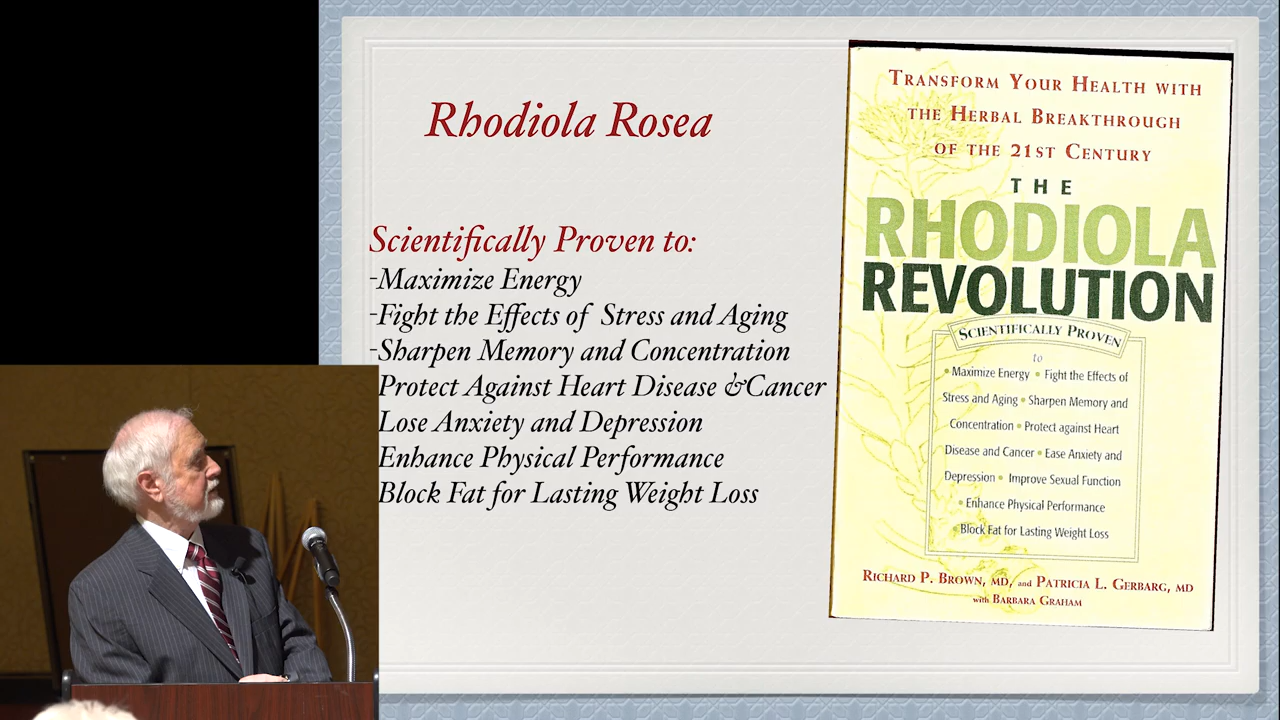 Rhodiola Rosea
Scientifically Proven to:
-Maximize Energy
-Fight the Effects of Stress and Aging
-Sharpen Memory and Concentration
Protect Against Heart Disease & Cancer
Lose Anxiety and Depression
Enhance Physical Performance
Block Fat for Lasting Weight Loss
TRANSFORM YOUR HEALTH WITH
THE HERBAL BREAKTHROUGH
OF THE 21ST CENTURY
THE
RHODIOLA
REVOLUTION
SCIENTIFICALLY PROVEN
to
• Maximize Energy • Fight the Effects of
Stress and Aging • Sharpen Memory and
Concentration • Protect against Heart
Disease and Cancer • Ease Anxiety and
Depression • Improve Sexual Function
• Enhance Physical Performance
• Block Fat for Lasting Weight Loss
RICHARD P. BROWN, MD, and PATRICIA L. GERBARG, MD
with BARBARA GRAHAM